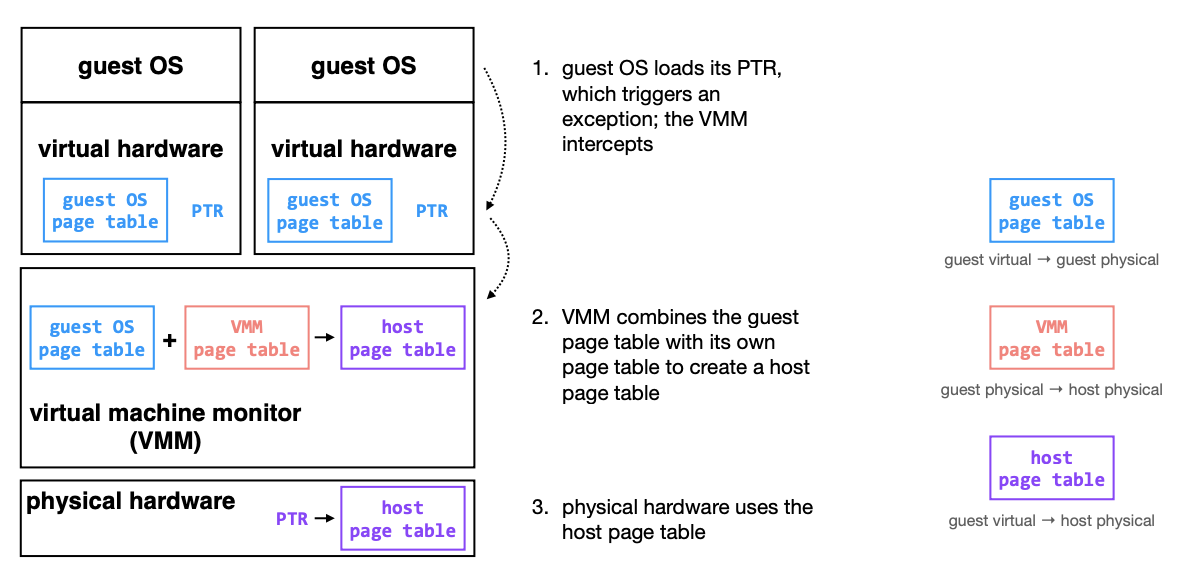 guest OS
guest OS
virtual hardware
virtual hardware
guest OS
page table
PTR
guest OS
page table
PTR
1. guest OS loads its PTR,
which triggers an
exception; the VMM
intercepts
guest OS
page table
guest virtual → guest physical
guest OS
page table
+
VMM
page table
→
host
page table
virtual machine monitor
(VMM)
2. VMM combines the guest
page table with its own
page table to create a host
page table
VMM
page table
guest physical → host physical
physical hardware
PTR →
host
page table
3. physical hardware uses the
host page table
host
page table
guest virtual → host physical